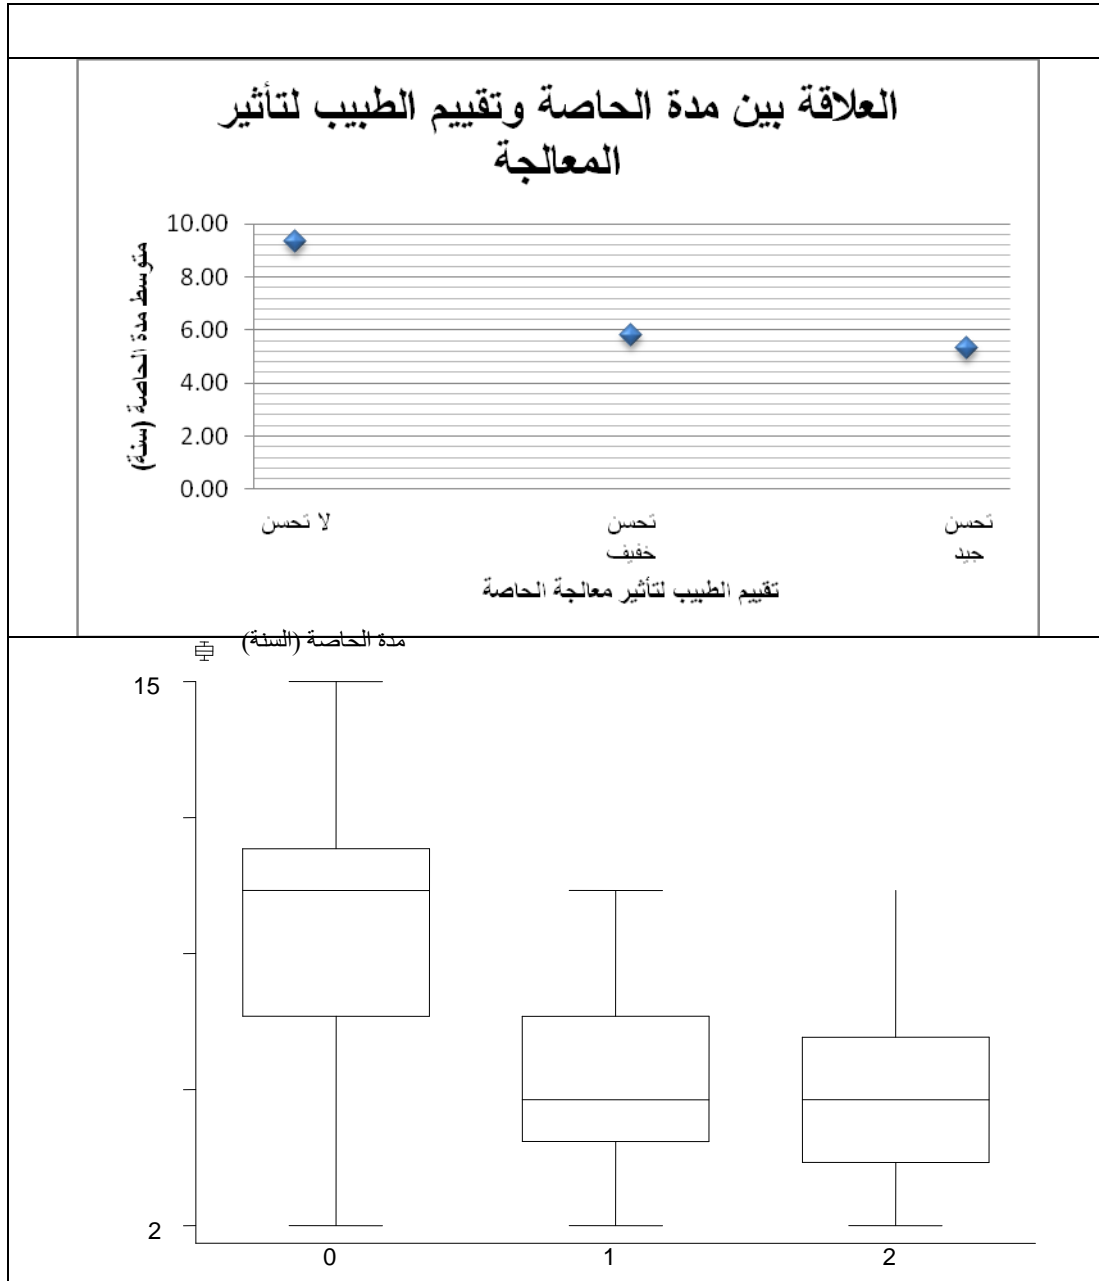 العلاقة بين مدة الحاصة وتقييم الطبيب لتأثير
المعالجة
متوسط مدة الحاصة (سنة)
10.00
8.00
6.00
4.00
2.00
0.00
لا تحسن
تحسن
خفيف
تحسن
جيد
تقييم الطبيب لتأثير معالجة الحاصة
مدة الحاصة (السنة)
15
2
0
1
2